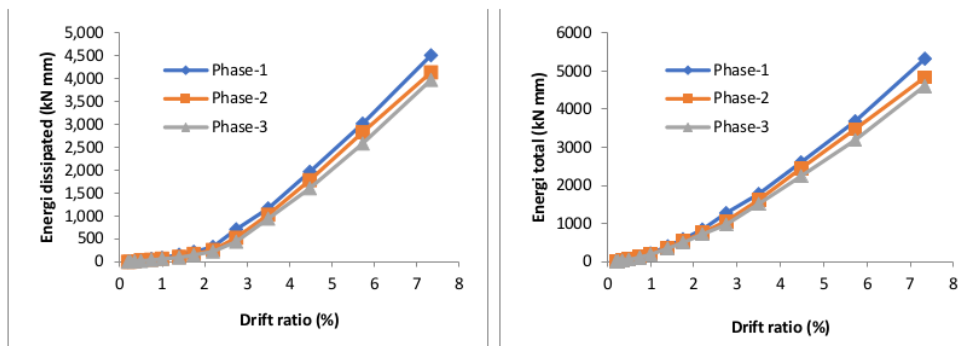 5,000
4,500
4,000
3,500
3,000
2,500
2,000
1,500
1,000
500
0
Energi dissipated (kN mm)
Phase-1
Phase-2
Phase-3
0 1 2 3 4 5 6 7 8
Drift ratio (%)
6000
5000
4000
3000
2000
1000
0
Energi total (kN mm)
Phase-1
Phase-2
Phase-3
0 1 2 3 4 5 6 7 8
Drift ratio (%)